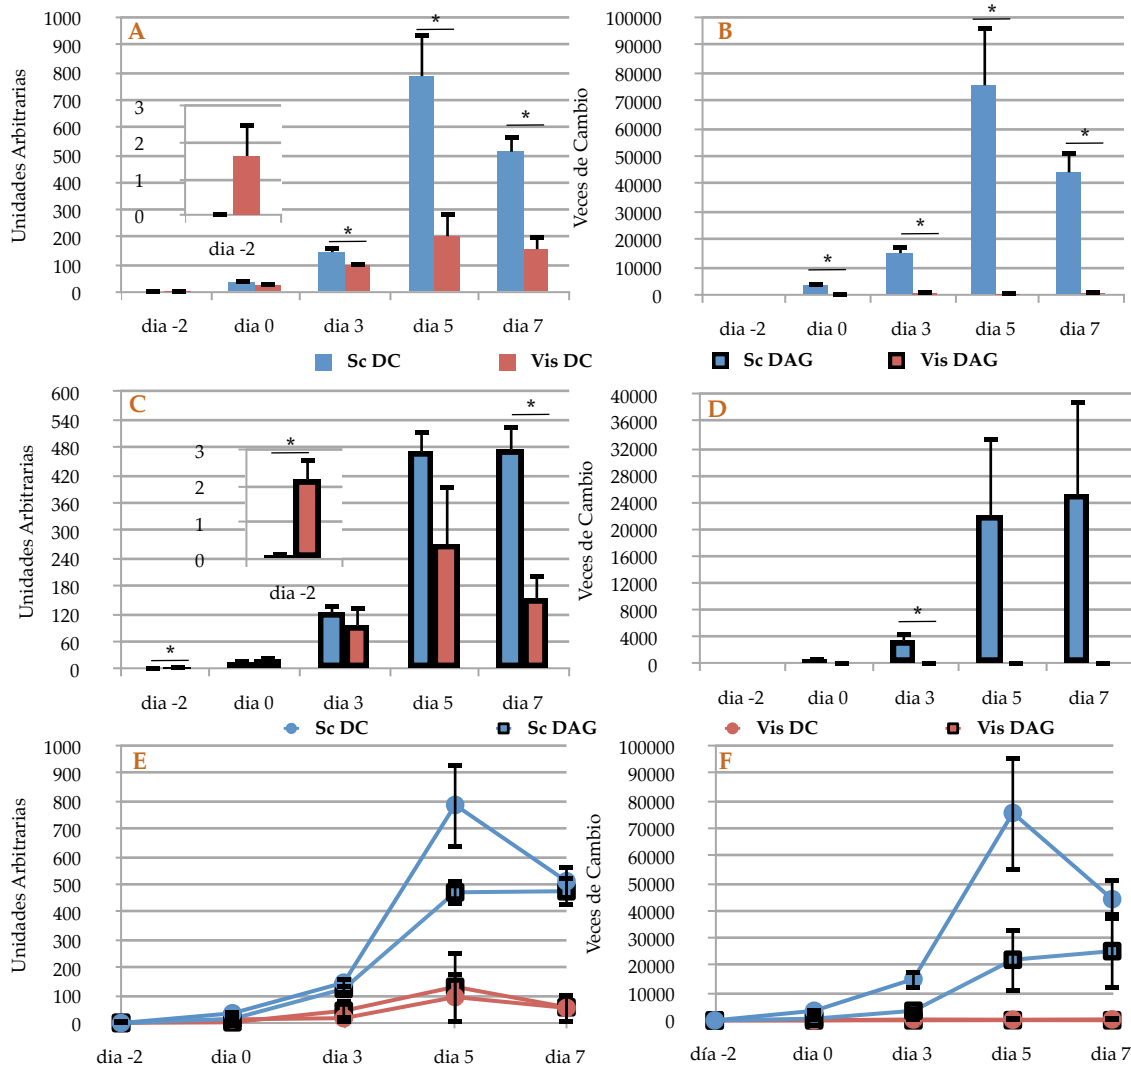 A
Unidades Arbitrarias
1000
900
800
700
600
500
400
300
200
100
0
*
*
*
3
2
1
0
dia -2
dia -2
dia 0
dia 3
dia 5
dia 7
B
Veces de Cambio
100000
90000
80000
70000
60000
50000
40000
30000
20000
10000
0
*
*
*
*
dia -2
dia 0
dia 3
dia 5
dia 7
Sc DC
Vis DC
Sc DAG
Vis DAG
C
Unidades Arbitrarias
600
540
480
420
360
300
240
180
120
60
0
*
*
*
3
2
1
0
dia -2
dia -2
dia 0
dia 3
dia 5
dia 7
D
Veces de Cambio
40000
36000
32000
28000
24000
20000
16000
12000
8000
4000
0
*
dia -2
dia 0
dia 3
dia 5
dia 7
Sc DC
Sc DAG
Vis DC
Vis DAG
E
Unidades Arbitrarias
1000
900
800
700
600
500
400
300
200
100
0
dia -2
dia 0
dia 3
dia 5
dia 7
F
Veces de Cambio
100000
90000
80000
70000
60000
50000
40000
30000
20000
10000
0
día -2
dia 0
dia 3
dia 5
dia 7